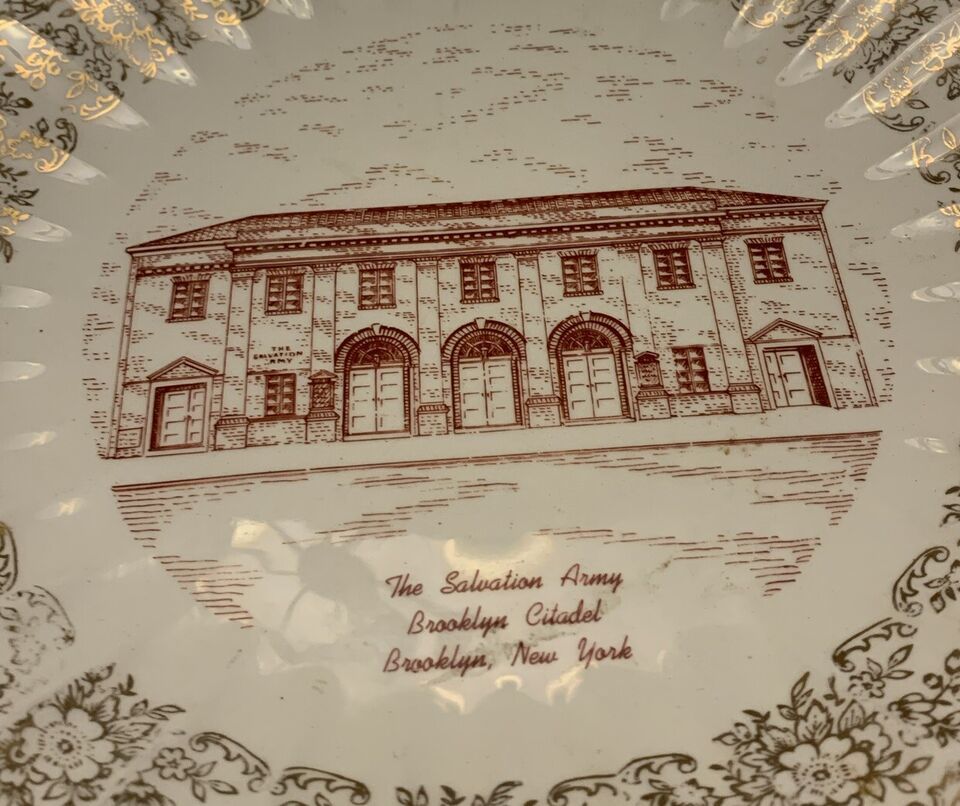 THE
SALVATION
ARMY
The Salvation Army
Brooklyn Citadel
Brooklyn, New York